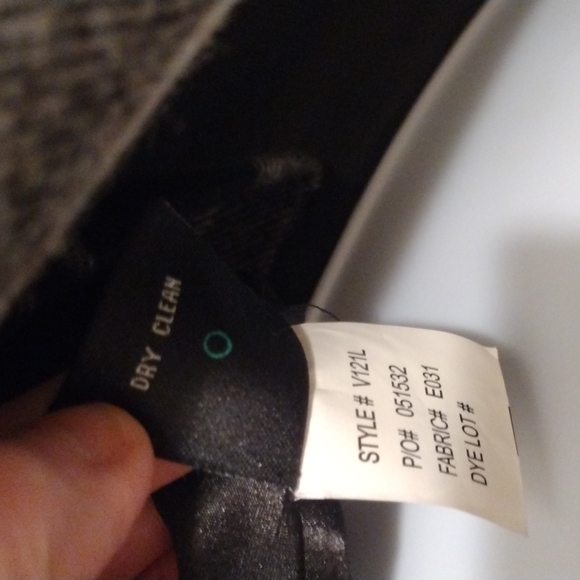 DRY CLEAN
STYLE# V121L
P/O# 051532
FABRIC# E031
DYE LOT#